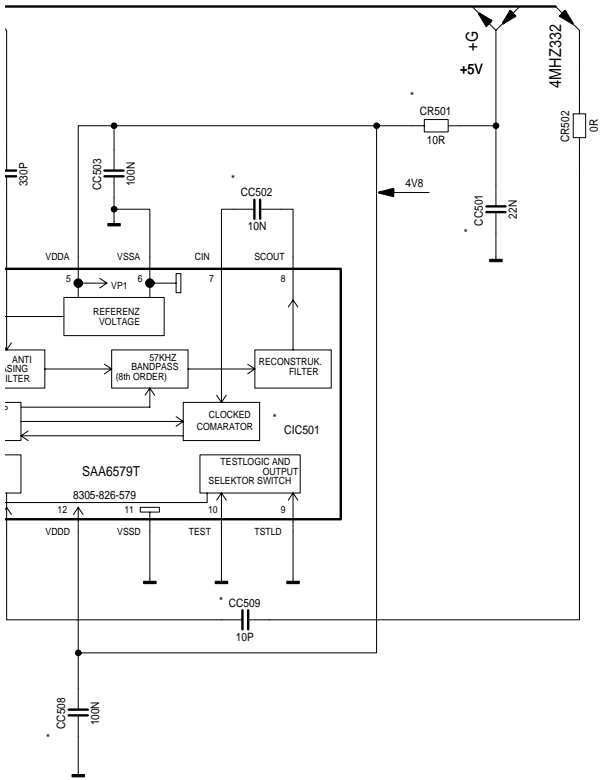 +G
+5V
4MHZ332
*
CR501
10R
CR502
0R
330P
CC503
100N
*
CC502
10N
4V8
CC501
22N
*
VDDA
VSSA
CIN
SCOUT
5
6
7
8
VP1
REFERENZ
VOLTAGE
ANTI
ASING
ILTER
57KHZ
BANDPASS
(8th ORDER)
RECONSTRUK.
FILTER
CLOCKED
COMARATOR
*
CIC501
SAA6579T
8305-826-579
TESTLOGIC AND
OUTPUT
SELEKTOR SWITCH
12
11
10
9
VDDD
VSSD
TEST
TSTLD
*
CC509
10P
CC508
100N
*